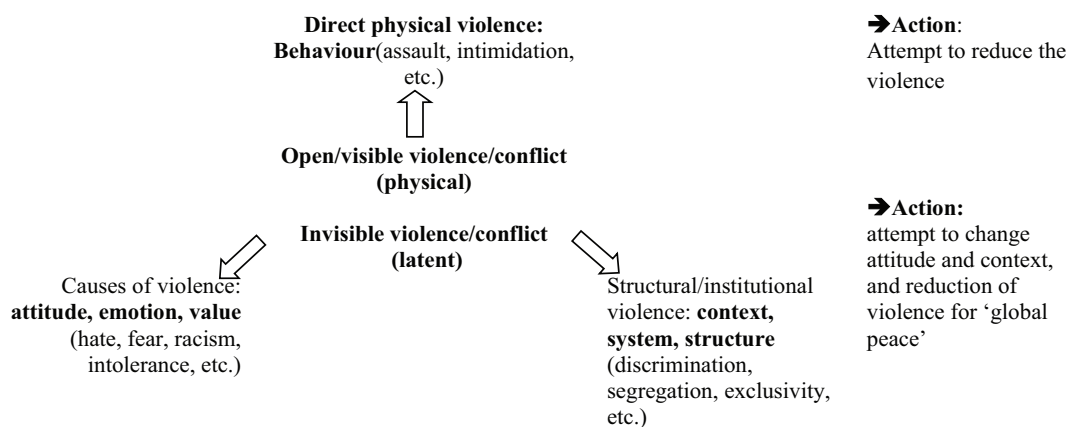 Direct physical violence:
Behaviour(assault, intimidation,
etc.)
➔Action:
Attempt to reduce the
violence
Open/visible violence/conflict
(physical)
Invisible violence/conflict
(latent)
➔Action:
attempt to change
attitude and context,
and reduction of
violence for ‘global
peace’
Causes of violence:
attitude, emotion, value
(hate, fear, racism,
intolerance, etc.)
Structural/institutional
violence: context,
system, structure
(discrimination,
segregation, exclusivity,
etc.)